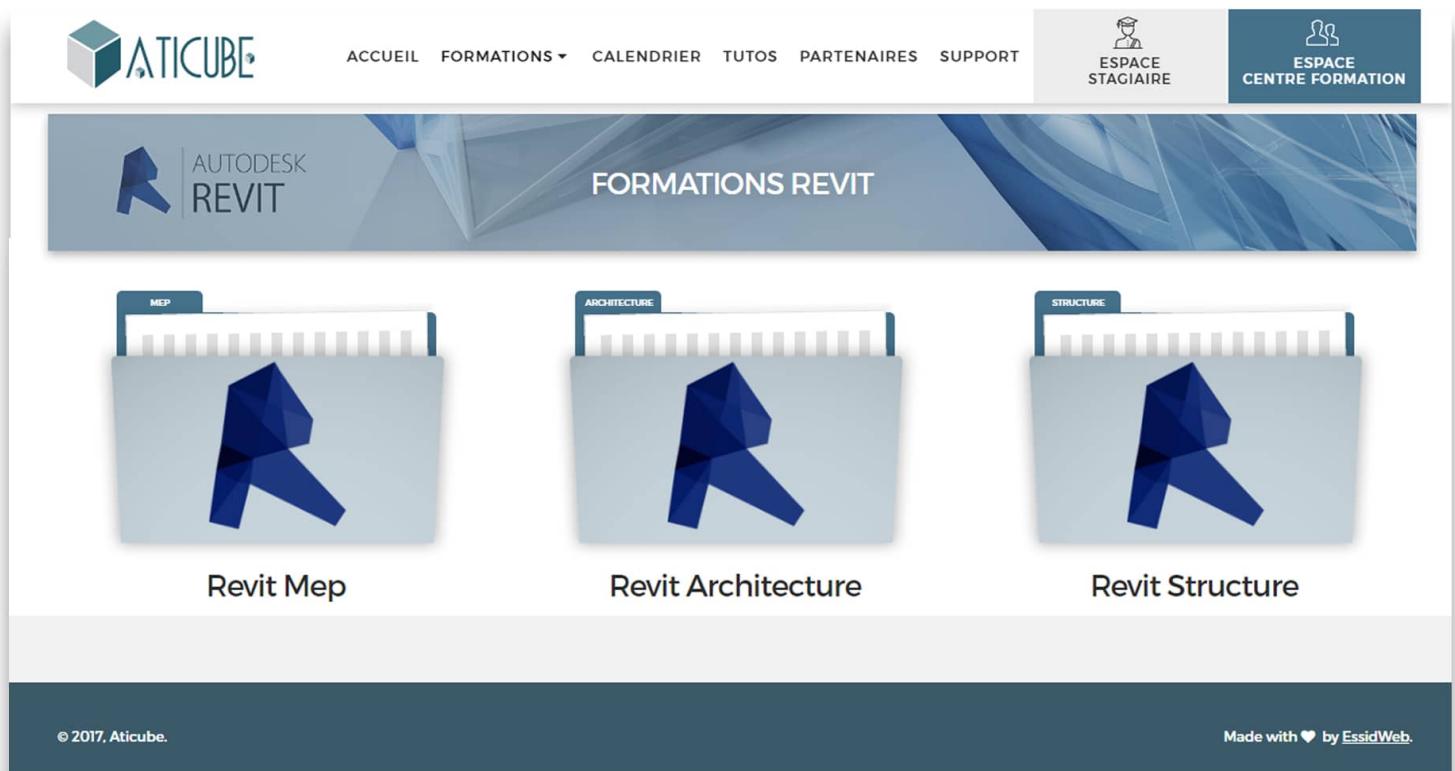 ATICUBE
ACCUEIL FORMATIONS CALENDRIER TUTOS PARTENAIRES SUPPORT
ESPACE
STAGIAIRE
ESPACE
CENTRE FORMATION
AUTODESK
REVIT
FORMATIONS REVIT
MEP
ARCHITECTURE
STRUCTURE
Revit Mep
Revit Architecture
Revit Structure
© 2017, Aticube.
Made with ♥ by EssidWeb.